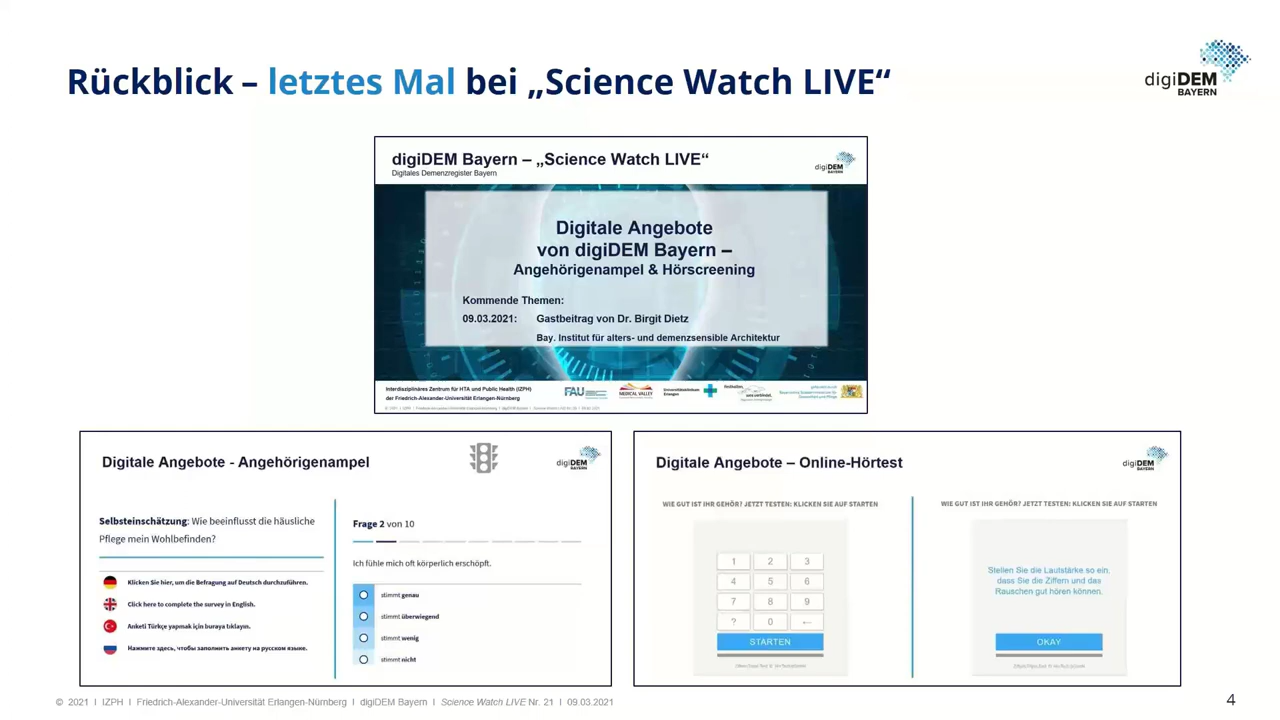 Rückblick – letztes Mal bei „Science Watch LIVE“
digiDEM
BAYERN
digiDEM Bayern – „Science Watch LIVE“
Digitales Demenzregister Bayern
digiDEM
BAYERN
Digitale Angebote
von digiDEM Bayern –
Angehörigenampel & Hörscreening
Kommende Themen:
09.03.2021: Gastbeitrag von Dr. Birgit Dietz
Bay. Institut für alters- und demenzsensible Architektur
Interdisziplinäres Zentrum für HTA und Public Health (IZPH)
der Friedrich-Alexander-Universität Erlangen-Nürnberg
FAU
MEDICAL VALLEY
Universitätsklinikum
Erlangen
Digitale Angebote - Angehörigenampel
digiDEM
BAYERN
Selbsteinschätzung: Wie beeinflusst die häusliche
Pflege mein Wohlbefinden?
Klicken Sie hier, um die Befragung auf Deutsch durchzuführen.
Click here to complete the survey in English.
Anketi Türkçe yapmak için buraya tıklayın.
Нажмите здесь, чтобы заполнить анкету на русском языке.
Frage 2 von 10
Ich fühle mich oft körperlich erschöpft.
stimmt genau
stimmt überwiegend
stimmt wenig
stimmt nicht
Digitale Angebote – Online-Hörtest
digiDEM
BAYERN
WIE GUT IST IHR GEHÖR? JETZT TESTEN: KLICKEN SIE AUF STARTEN
1 2 3
4 5 6
7 8 9
? 0 ←
STARTEN
WIE GUT IST IHR GEHÖR? JETZT TESTEN: KLICKEN SIE AUF STARTEN
Stellen Sie die Lautstärke so ein,
dass Sie die Ziffern und das
Rauschen gut hören können.
OKAY
© 2021 I IZPH I Friedrich-Alexander-Universität Erlangen-Nürnberg I digiDEM Bayern I Science Watch LIVE Nr. 21 I 09.03.2021
4